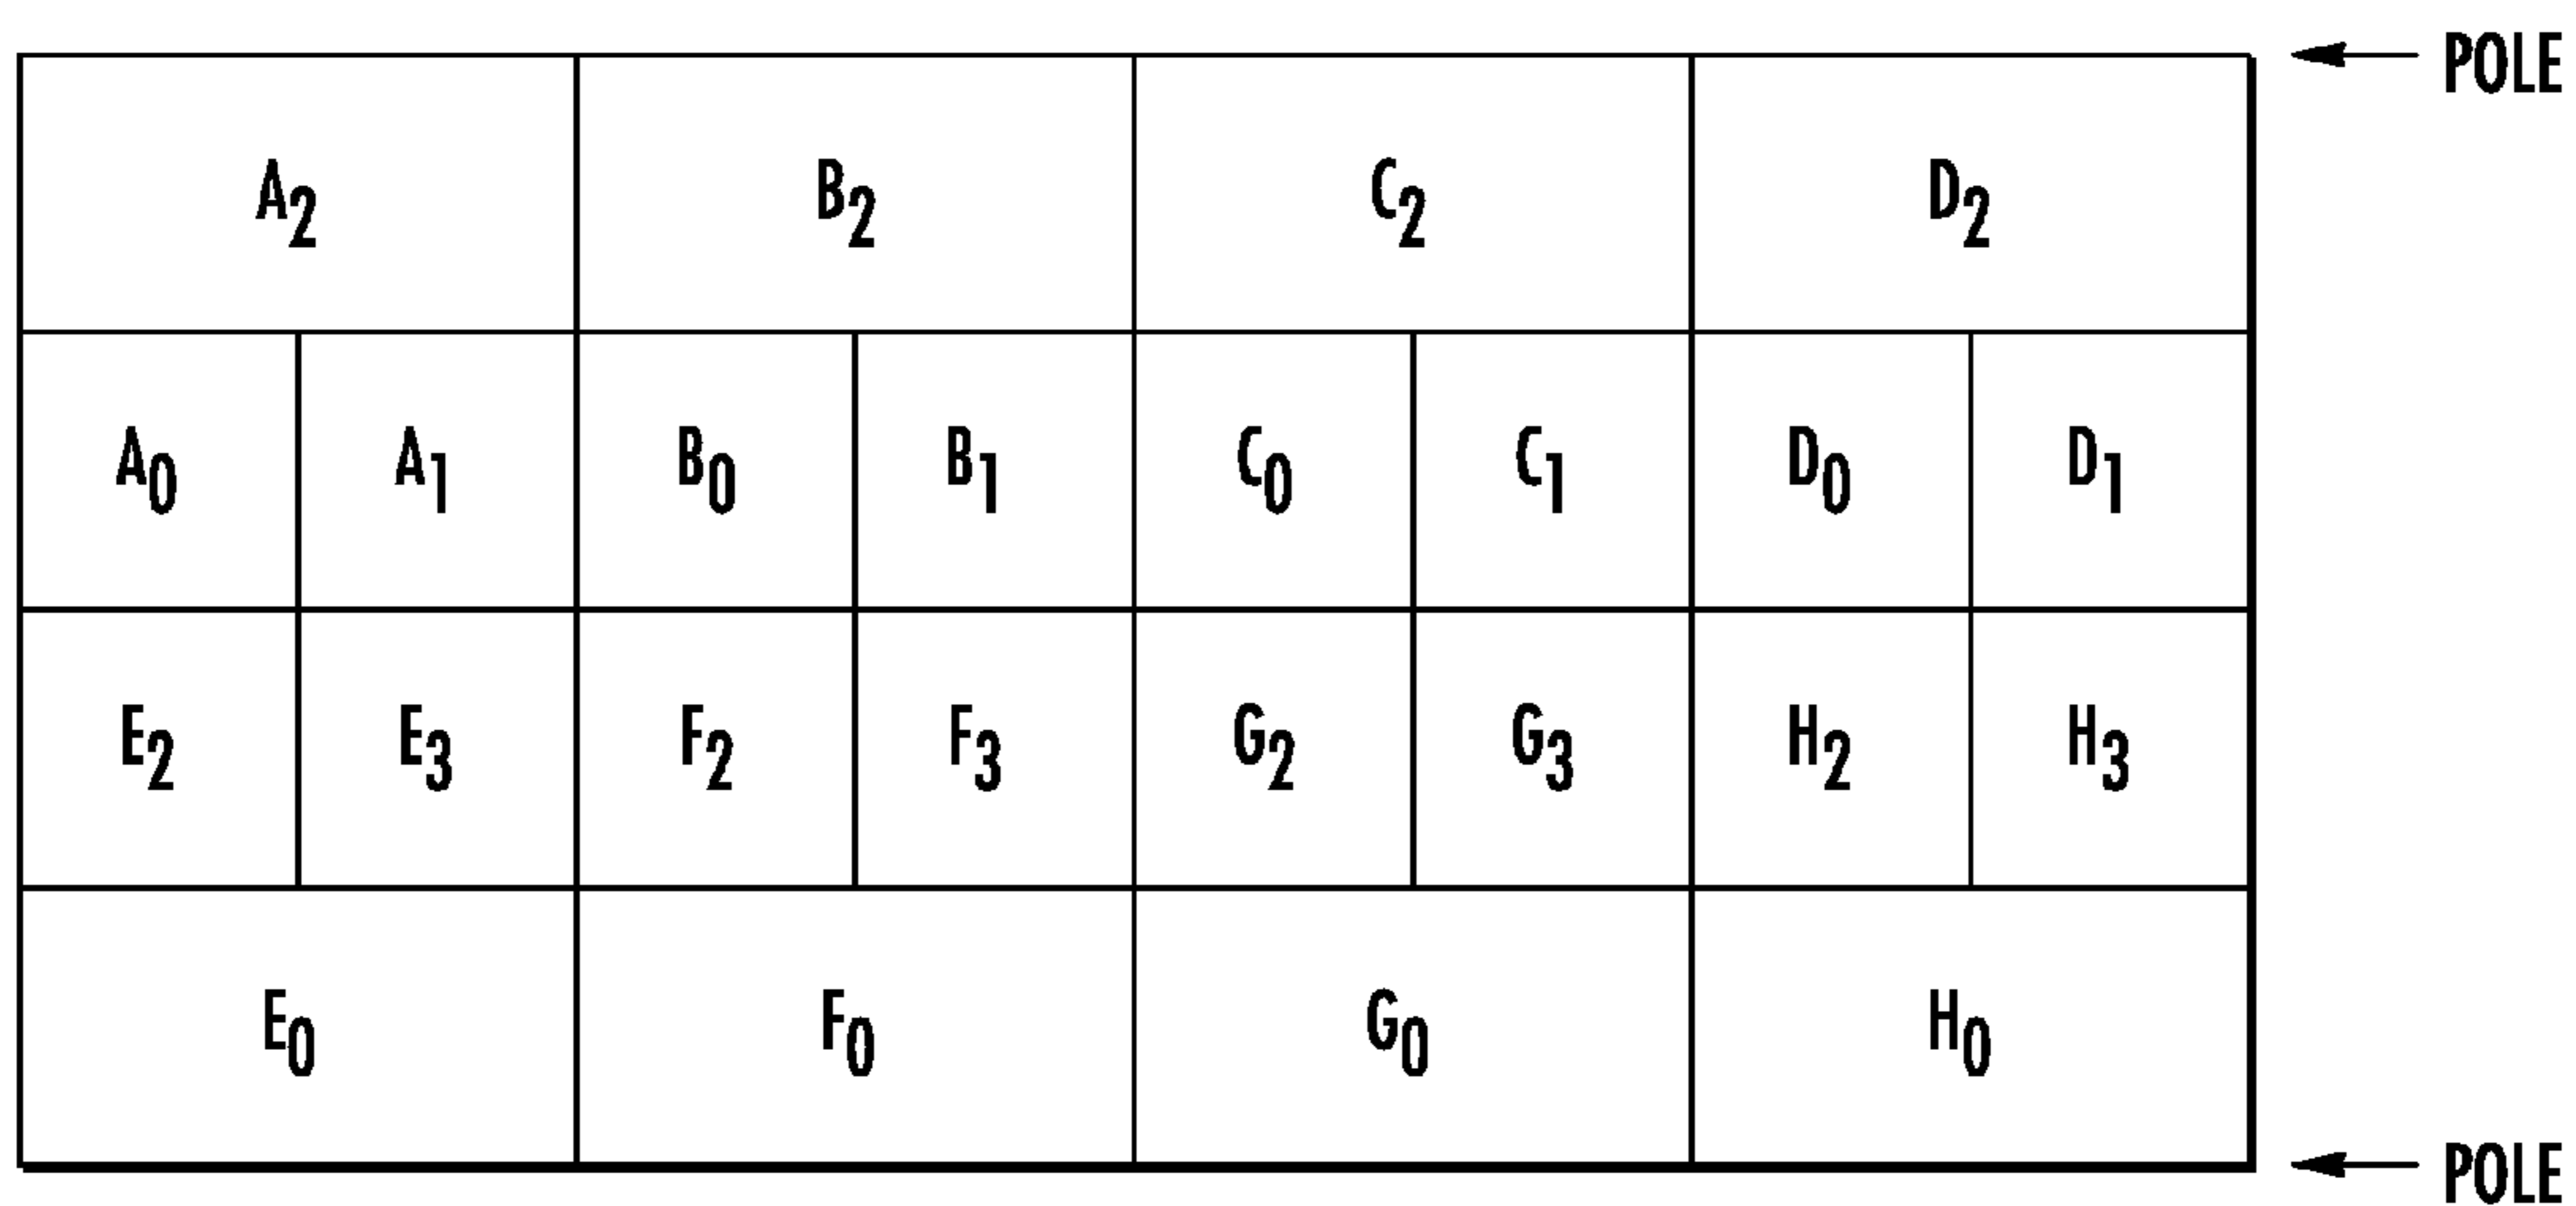 POLE
A2 B2 C2 D2
A0 A1 B0 B1 C0 C1 D0 D1
E2 E3 F2 F3 G2 G3 H2 H3
E0 F0 G0 H0
POLE